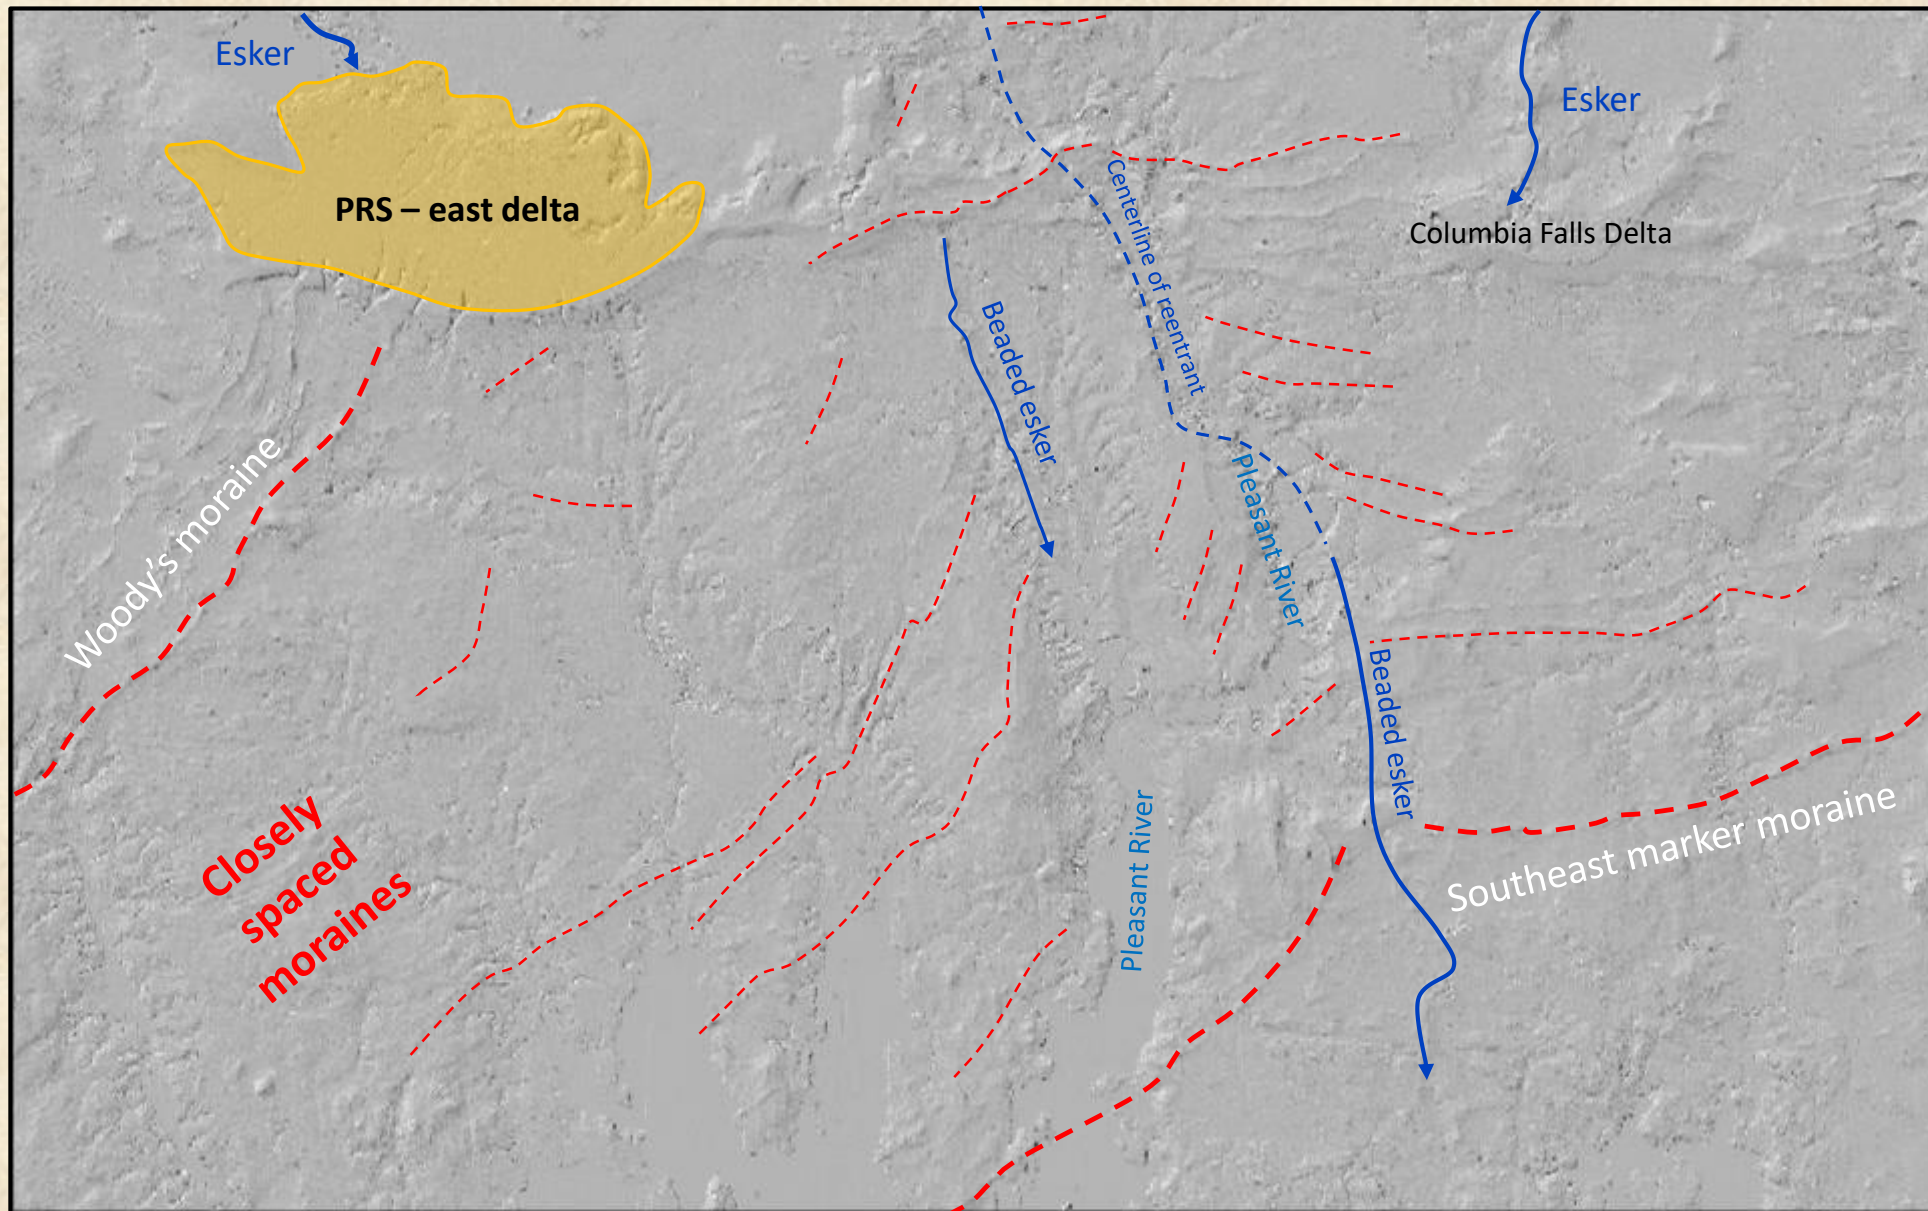 Esker
Esker
PRS – east delta
Columbia Falls Delta
Centerline of reentrant
Beaded esker
Woody's moraine
Pleasant River
Beaded esker
Closely
spaced
moraines
Pleasant River
Southeast marker moraine